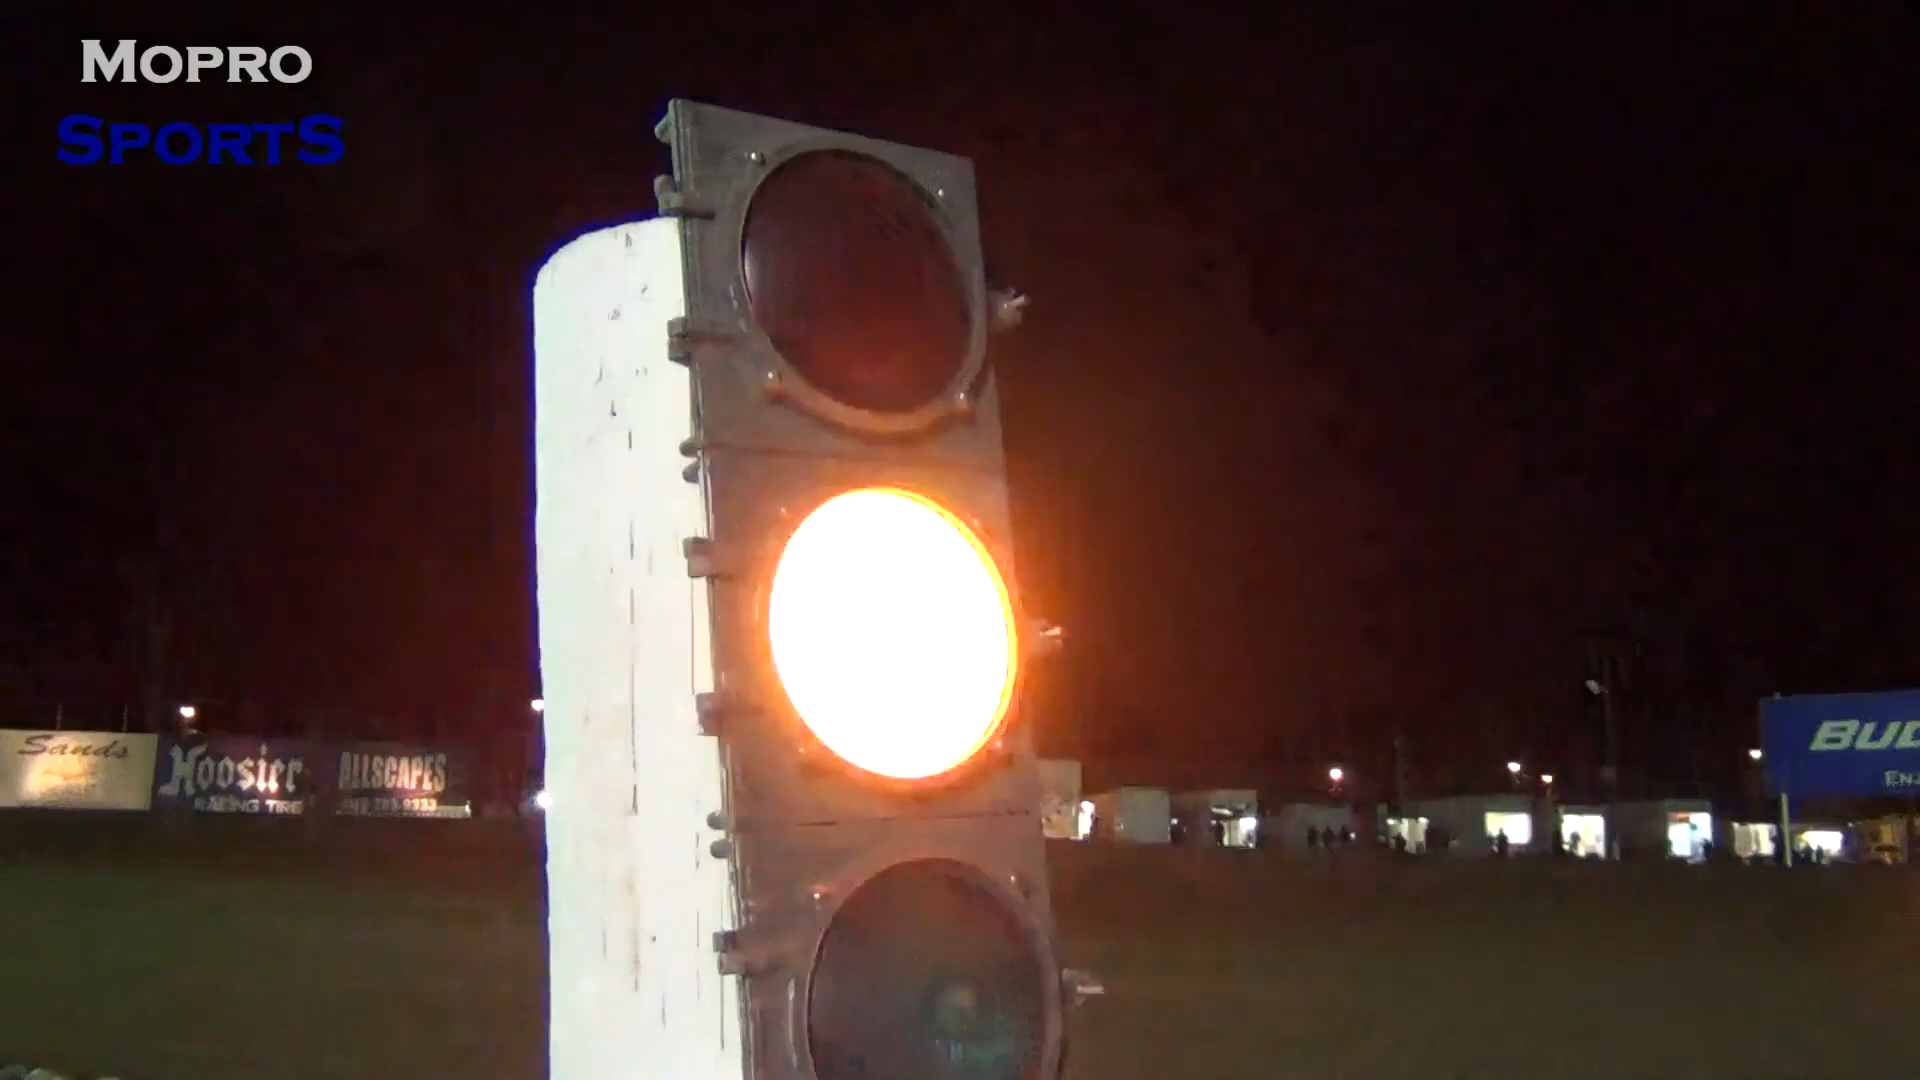 MOPRO
SPORTS
Sands
Hoosier
RACING TIRE
ALLSCAPES
BUD